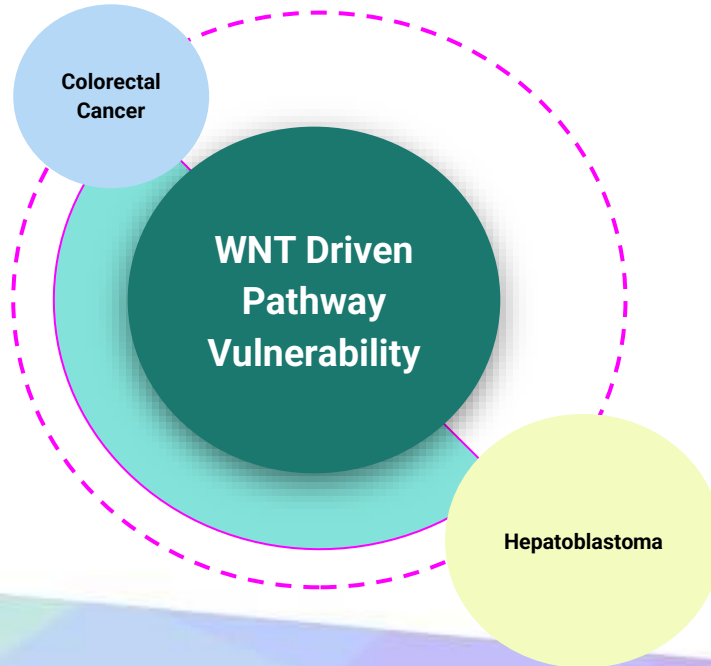 Colorectal
Cancer
WNT Driven
Pathway
Vulnerability
Hepatoblastoma